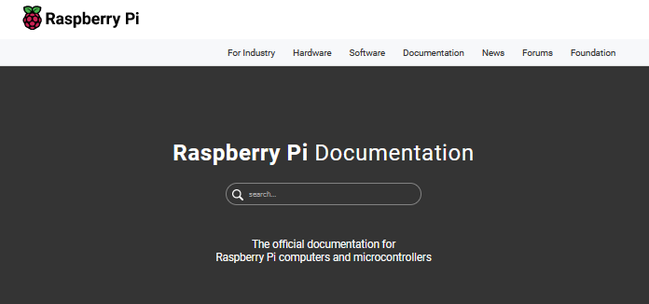 Raspberry Pi
For Industry Hardware Software Documentation News Forums Foundation
Raspberry Pi Documentation
search...
The official documentation for
Raspberry Pi computers and microcontrollers